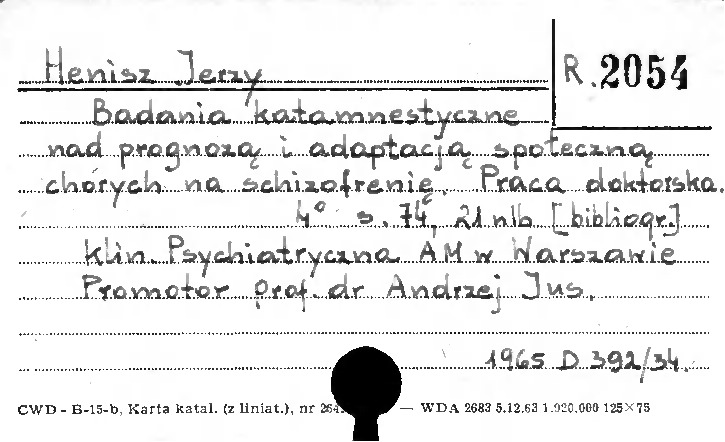 Henisz Jerzy
R. 2054
Badania katamnestyczne
nad prognozą i adaptacją społeczną
chorych na schizofrenię. Praca doktorska.
4° s. 74, 21 nlb [bibliogr.]
Klin. Psychiatryczna AM w Warszawie
Promotor prof. dr Andrzej Jus.
1965 D 392/34.
CWD - B-15-b, Karta katal. (z liniat.), nr 264 — WDA 2683 5.12.63 1.020.000 125×75